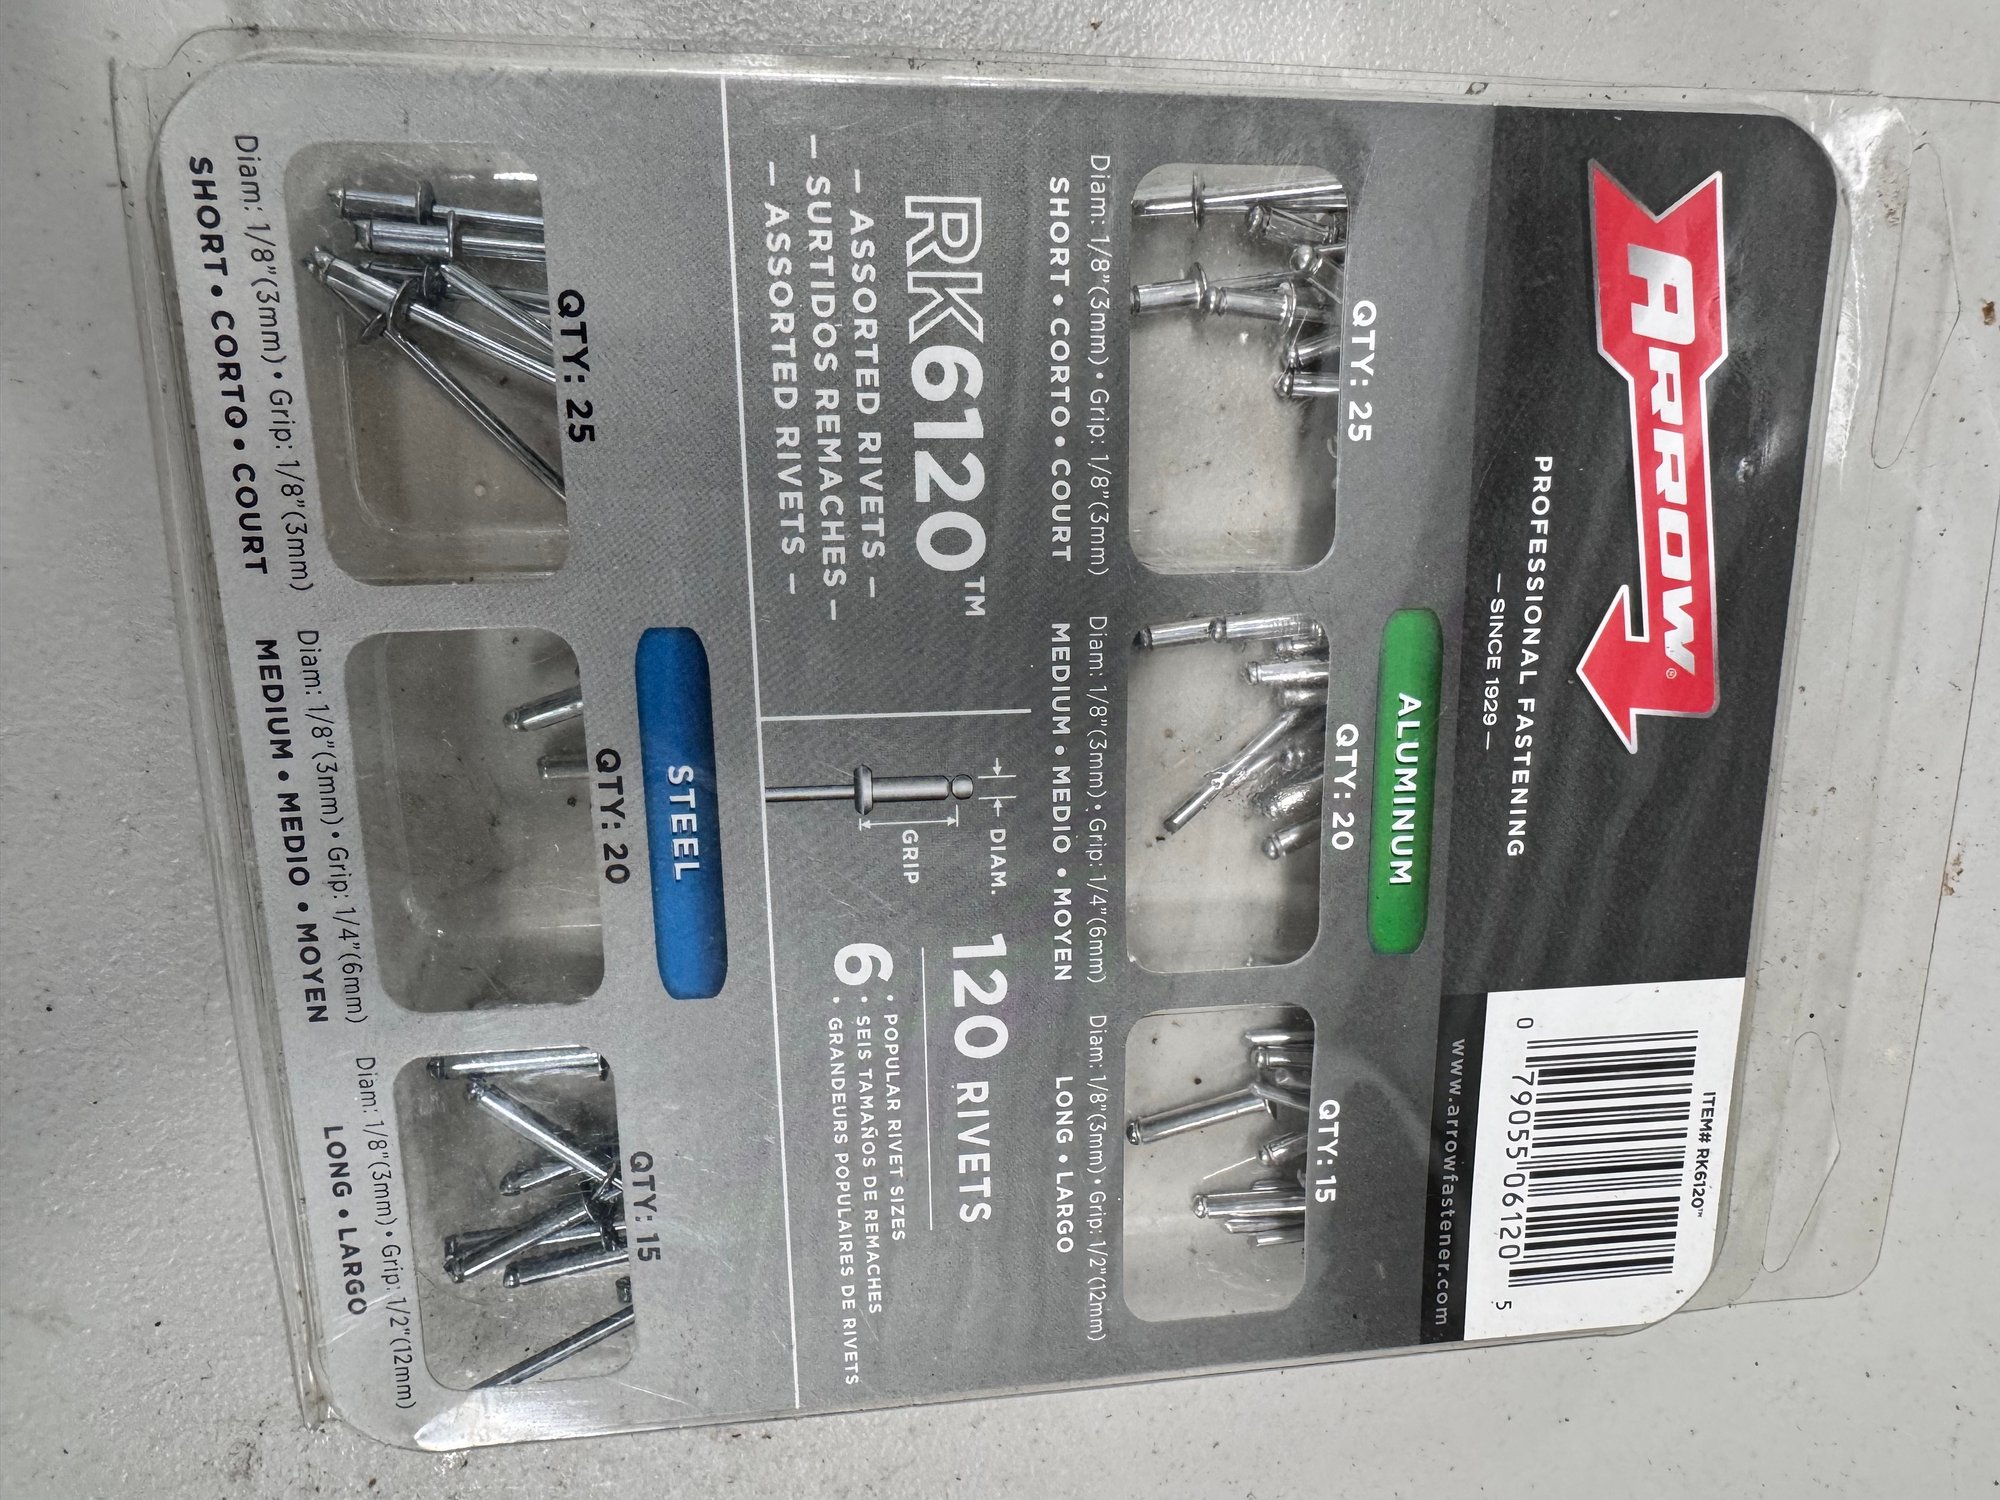 ARROW®
PROFESSIONAL FASTENING
— SINCE 1929 —
ITEM# RK6120™
0 79055 06120 5
www.arrowfastener.com
ALUMINUM
QTY: 25
QTY: 20
QTY: 15
Diam: 1/8"(3mm) • Grip: 1/8"(3mm)
SHORT • CORTO • COURT
Diam: 1/8"(3mm) • Grip: 1/4"(6mm)
MEDIUM • MEDIO • MOYEN
Diam: 1/8"(3mm) • Grip: 1/2"(12mm)
LONG • LARGO
RK6120™
— ASSORTED RIVETS —
— SURTIDOS REMACHES —
— ASSORTED RIVETS —
DIAM.
GRIP
120 RIVETS
6
• POPULAR RIVET SIZES
• SEIS TAMAÑOS DE REMACHES
• GRANDEURS POPULAIRES DE RIVETS
STEEL
QTY: 25
QTY: 20
QTY: 15
Diam: 1/8"(3mm) • Grip: 1/8"(3mm)
SHORT • CORTO • COURT
Diam: 1/8"(3mm) • Grip: 1/4"(6mm)
MEDIUM • MEDIO • MOYEN
Diam: 1/8"(3mm) • Grip: 1/2"(12mm)
LONG • LARGO